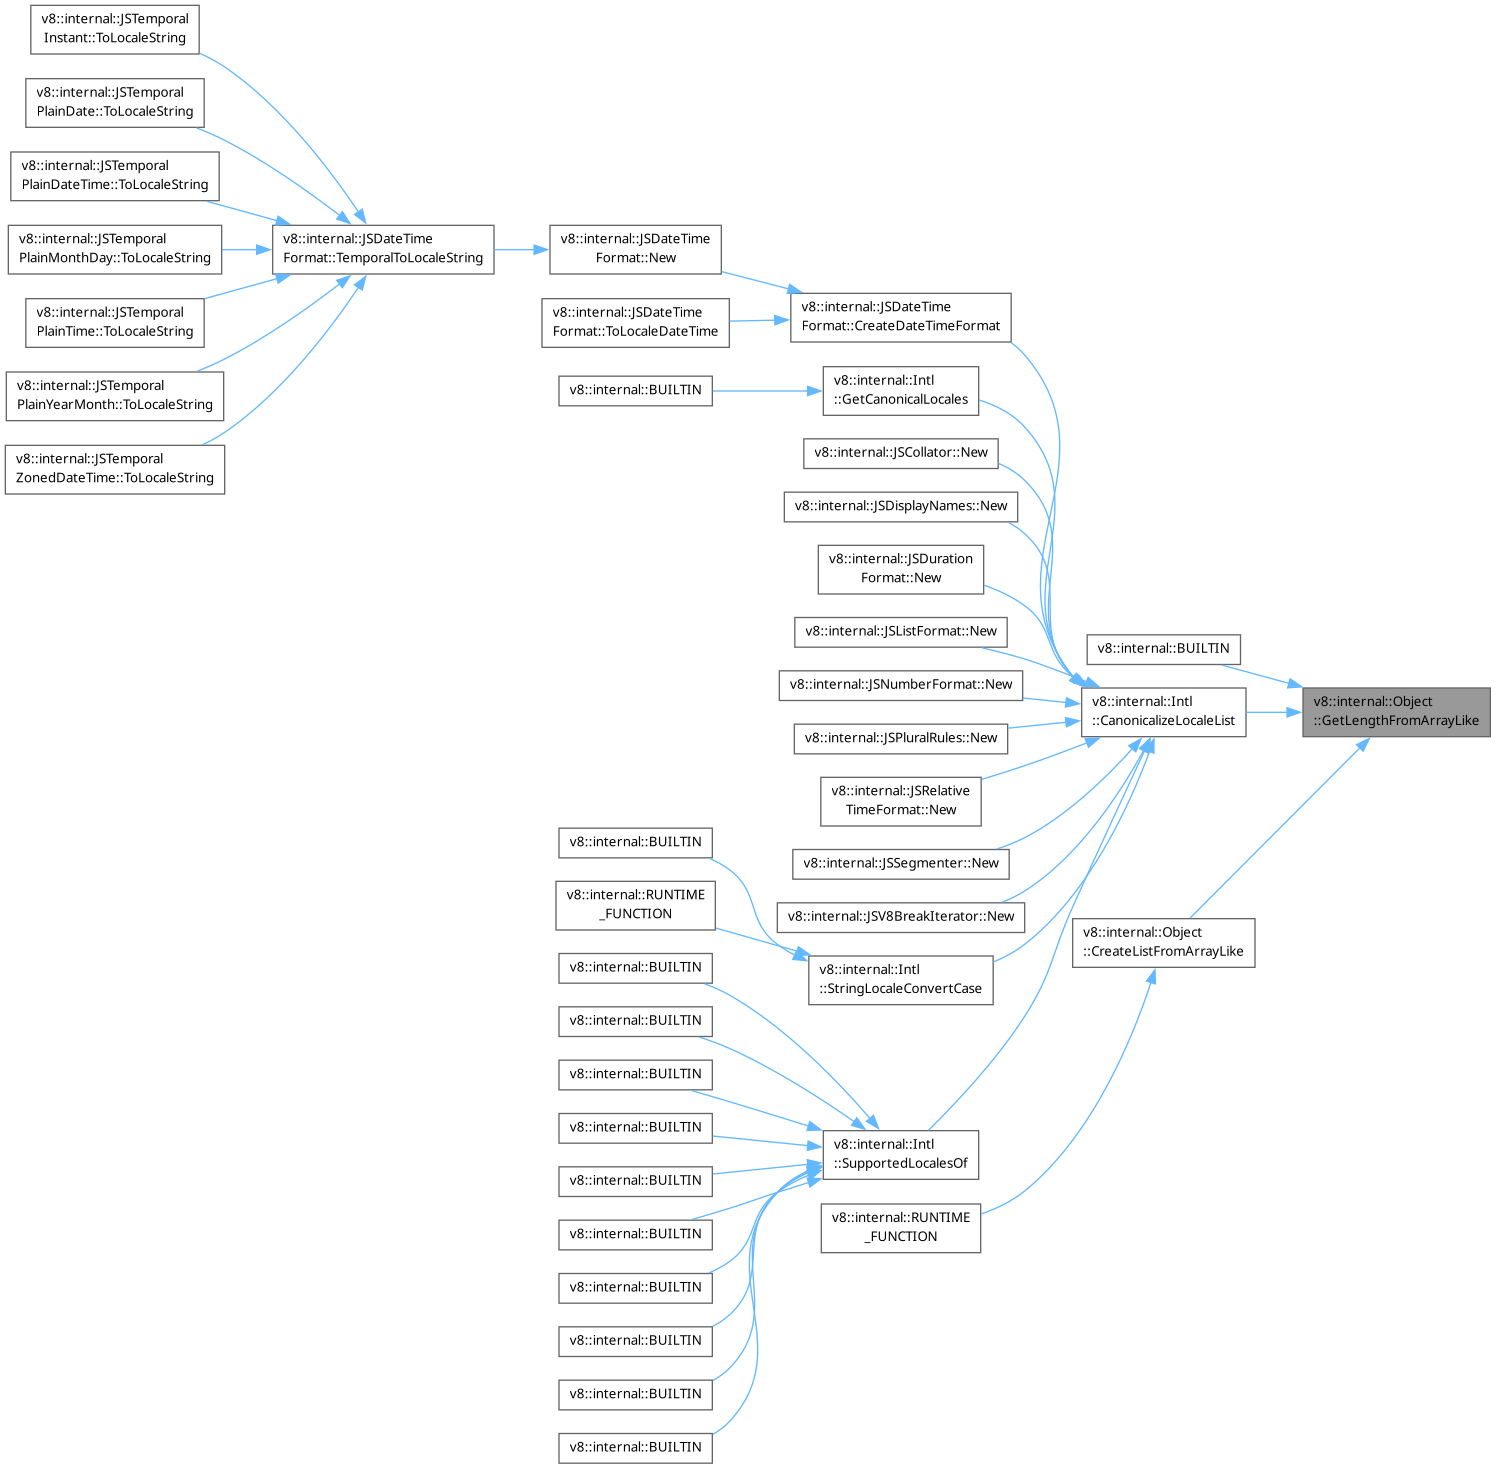 v8::internal::JSTemporal
Instant::ToLocaleString
v8::internal::JSTemporal
PlainDate::ToLocaleString
v8::internal::JSTemporal
PlainDateTime::ToLocaleString
v8::internal::JSTemporal
PlainMonthDay::ToLocaleString
v8::internal::JSTemporal
PlainTime::ToLocaleString
v8::internal::JSTemporal
PlainYearMonth::ToLocaleString
v8::internal::JSTemporal
ZonedDateTime::ToLocaleString
v8::internal::JSDateTime
Format::TemporalToLocaleString
v8::internal::JSDateTime
Format::New
v8::internal::JSDateTime
Format::ToLocaleDateTime
v8::internal::BUILTIN
v8::internal::BUILTIN
v8::internal::RUNTIME
_FUNCTION
v8::internal::BUILTIN
v8::internal::BUILTIN
v8::internal::BUILTIN
v8::internal::BUILTIN
v8::internal::BUILTIN
v8::internal::BUILTIN
v8::internal::BUILTIN
v8::internal::BUILTIN
v8::internal::BUILTIN
v8::internal::BUILTIN
v8::internal::JSDateTime
Format::CreateDateTimeFormat
v8::internal::Intl
::GetCanonicalLocales
v8::internal::JSCollator::New
v8::internal::JSDisplayNames::New
v8::internal::JSDuration
Format::New
v8::internal::JSListFormat::New
v8::internal::JSNumberFormat::New
v8::internal::JSPluralRules::New
v8::internal::JSRelative
TimeFormat::New
v8::internal::JSSegmenter::New
v8::internal::JSV8BreakIterator::New
v8::internal::Intl
::StringLocaleConvertCase
v8::internal::Intl
::SupportedLocalesOf
v8::internal::RUNTIME
_FUNCTION
v8::internal::BUILTIN
v8::internal::Intl
::CanonicalizeLocaleList
v8::internal::Object
::CreateListFromArrayLike
v8::internal::Object
::GetLengthFromArrayLike